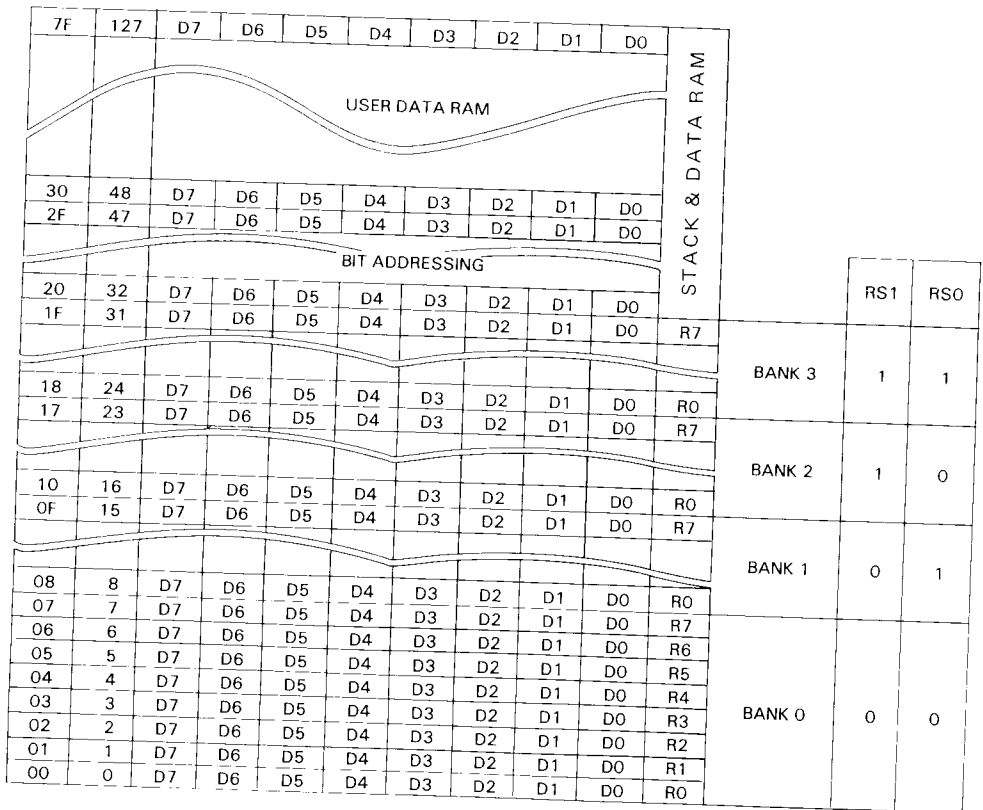 7F 127 D7 D6 D5 D4 D3 D2 D1 D0
STACK & DATA RAM
USER DATA RAM
30 48 D7 D6 D5 D4 D3 D2 D1 D0
2F 47 D7 D6 D5 D4 D3 D2 D1 D0
BIT ADDRESSING
RS1 RS0
20 32 D7 D6 D5 D4 D3 D2 D1 D0
1F 31 D7 D6 D5 D4 D3 D2 D1 D0 R7
BANK 3 1 1
18 24 D7 D6 D5 D4 D3 D2 D1 D0 R0
17 23 D7 D6 D5 D4 D3 D2 D1 D0 R7
BANK 2 1 0
10 16 D7 D6 D5 D4 D3 D2 D1 D0 R0
0F 15 D7 D6 D5 D4 D3 D2 D1 D0 R7
BANK 1 0 1
08 8 D7 D6 D5 D4 D3 D2 D1 D0 R0
07 7 D7 D6 D5 D4 D3 D2 D1 D0 R7
06 6 D7 D6 D5 D4 D3 D2 D1 D0 R6
05 5 D7 D6 D5 D4 D3 D2 D1 D0 R5
04 4 D7 D6 D5 D4 D3 D2 D1 D0 R4
03 3 D7 D6 D5 D4 D3 D2 D1 D0 R3
BANK 0 0 0
02 2 D7 D6 D5 D4 D3 D2 D1 D0 R2
01 1 D7 D6 D5 D4 D3 D2 D1 D0 R1
00 0 D7 D6 D5 D4 D3 D2 D1 D0 R0